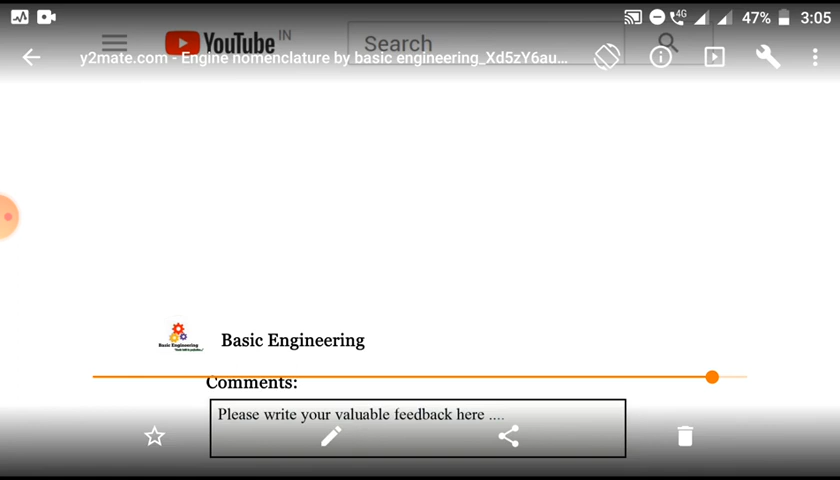 4G 47% 3:05
YouTube IN
Search
y2mate.com - Engine nomenclature by basic engineering_Xd5zY6au...
Basic Engineering
Basic Engineering
Comments:
Please write your valuable feedback here ....